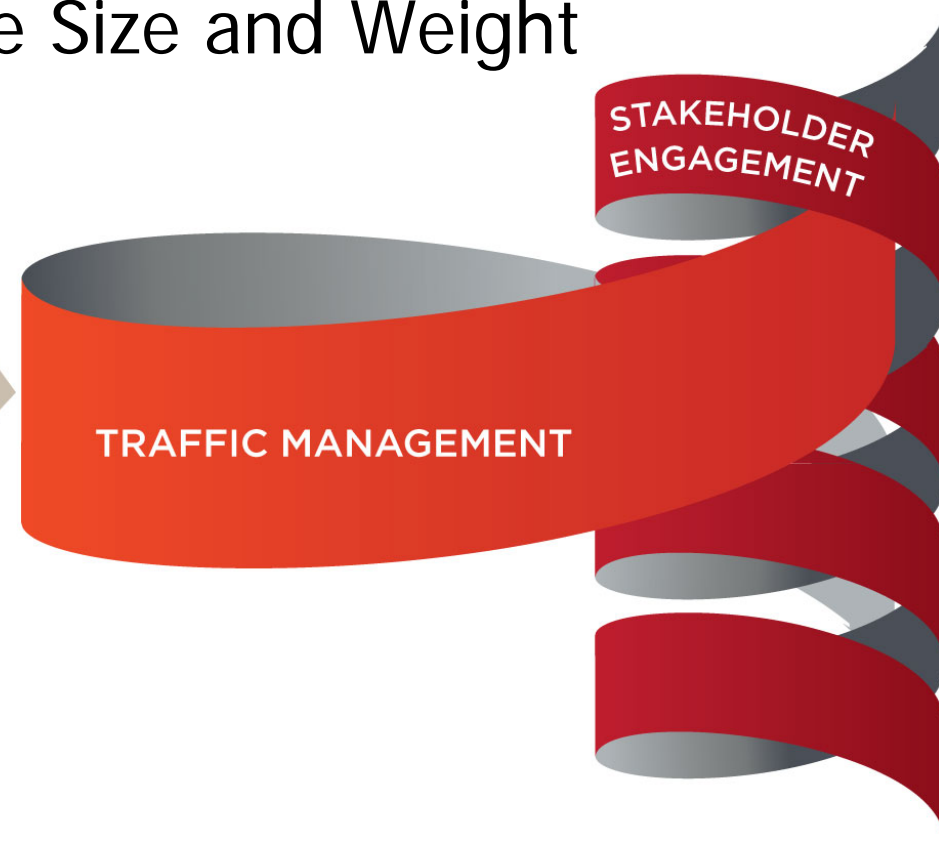 e Size and Weight
STAKEHOLDER
ENGAGEMENT
TRAFFIC MANAGEMENT